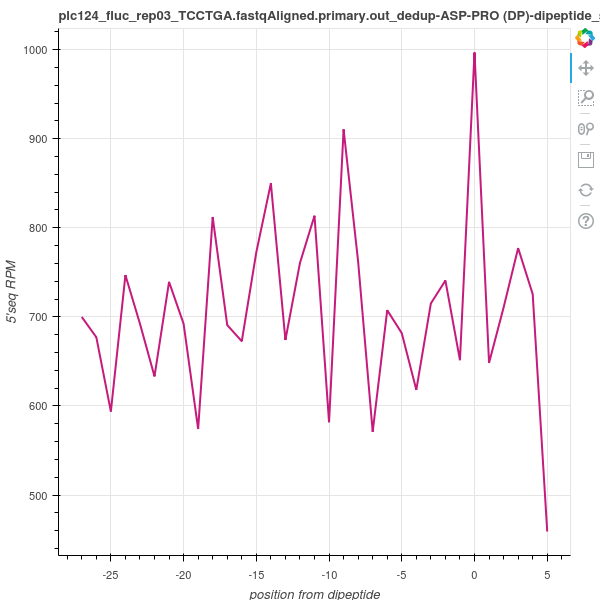 plc124_fluc_rep03_TCCTGA.fastqAligned.primary.out_dedup-ASP-PRO (DP)-dipeptide_
1000
900
800
700
600
500
5'seq RPM
-25 -20 -15 -10 -5 0 5
position from dipeptide